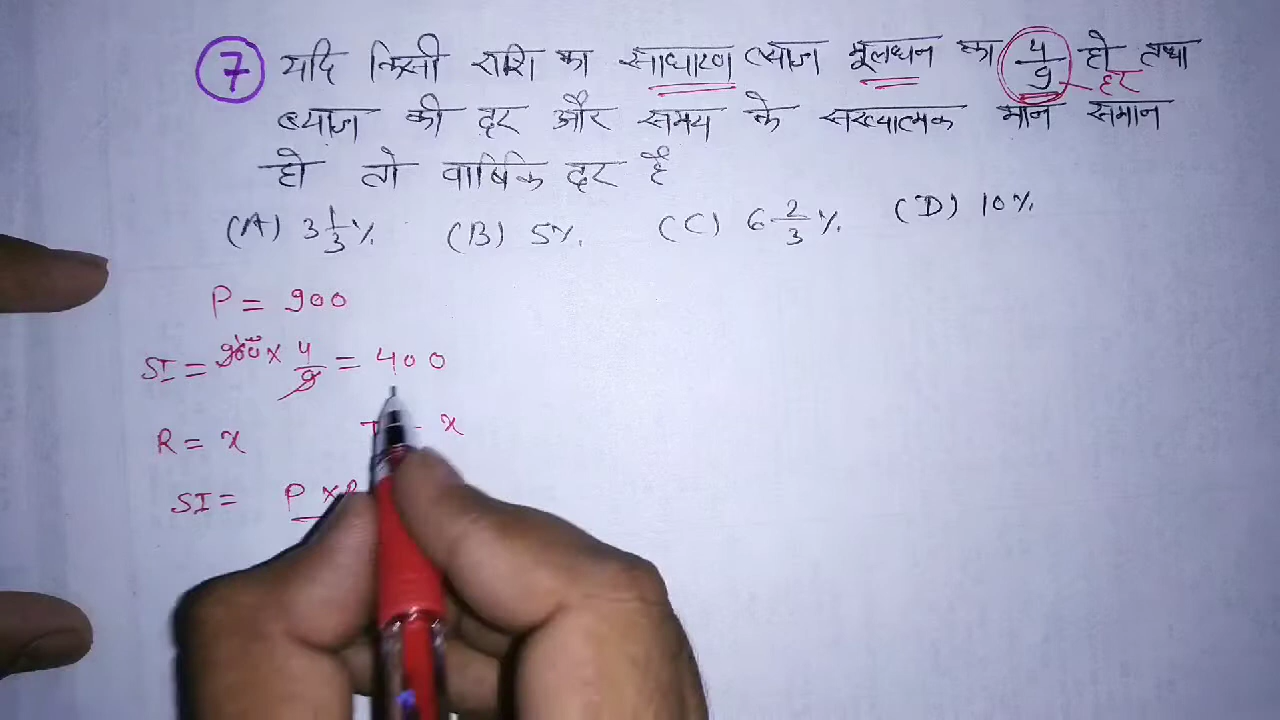 7 यदि किसी राशि का साधारण ब्याज मूलधन का 4/9 हो तथा
हर
ब्याज की दर और समय के संख्यात्मक मान समान
हो तो वार्षिक दर है
(A) 3 1/3 % (B) 5% (C) 6 2/3 % (D) 10%
P = 900
SI = 900 × 4/9 = 400
R = x x
SI = P ×